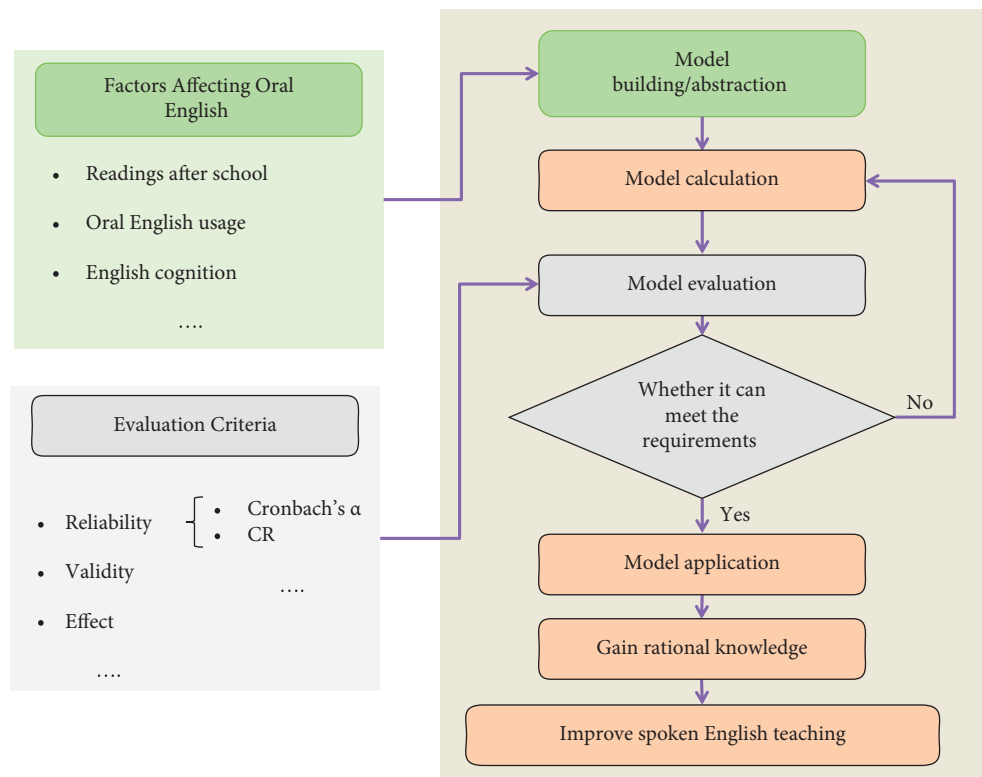 Factors Affecting Oral
English
• Readings after school
• Oral English usage
• English cognition
....
Evaluation Criteria
• Reliability
• Cronbach's α
• CR
....
• Validity
• Effect
....
Model
building/abstraction
Model calculation
Model evaluation
Whether it can
meet the
requirements
No
Yes
Model application
Gain rational knowledge
Improve spoken English teaching